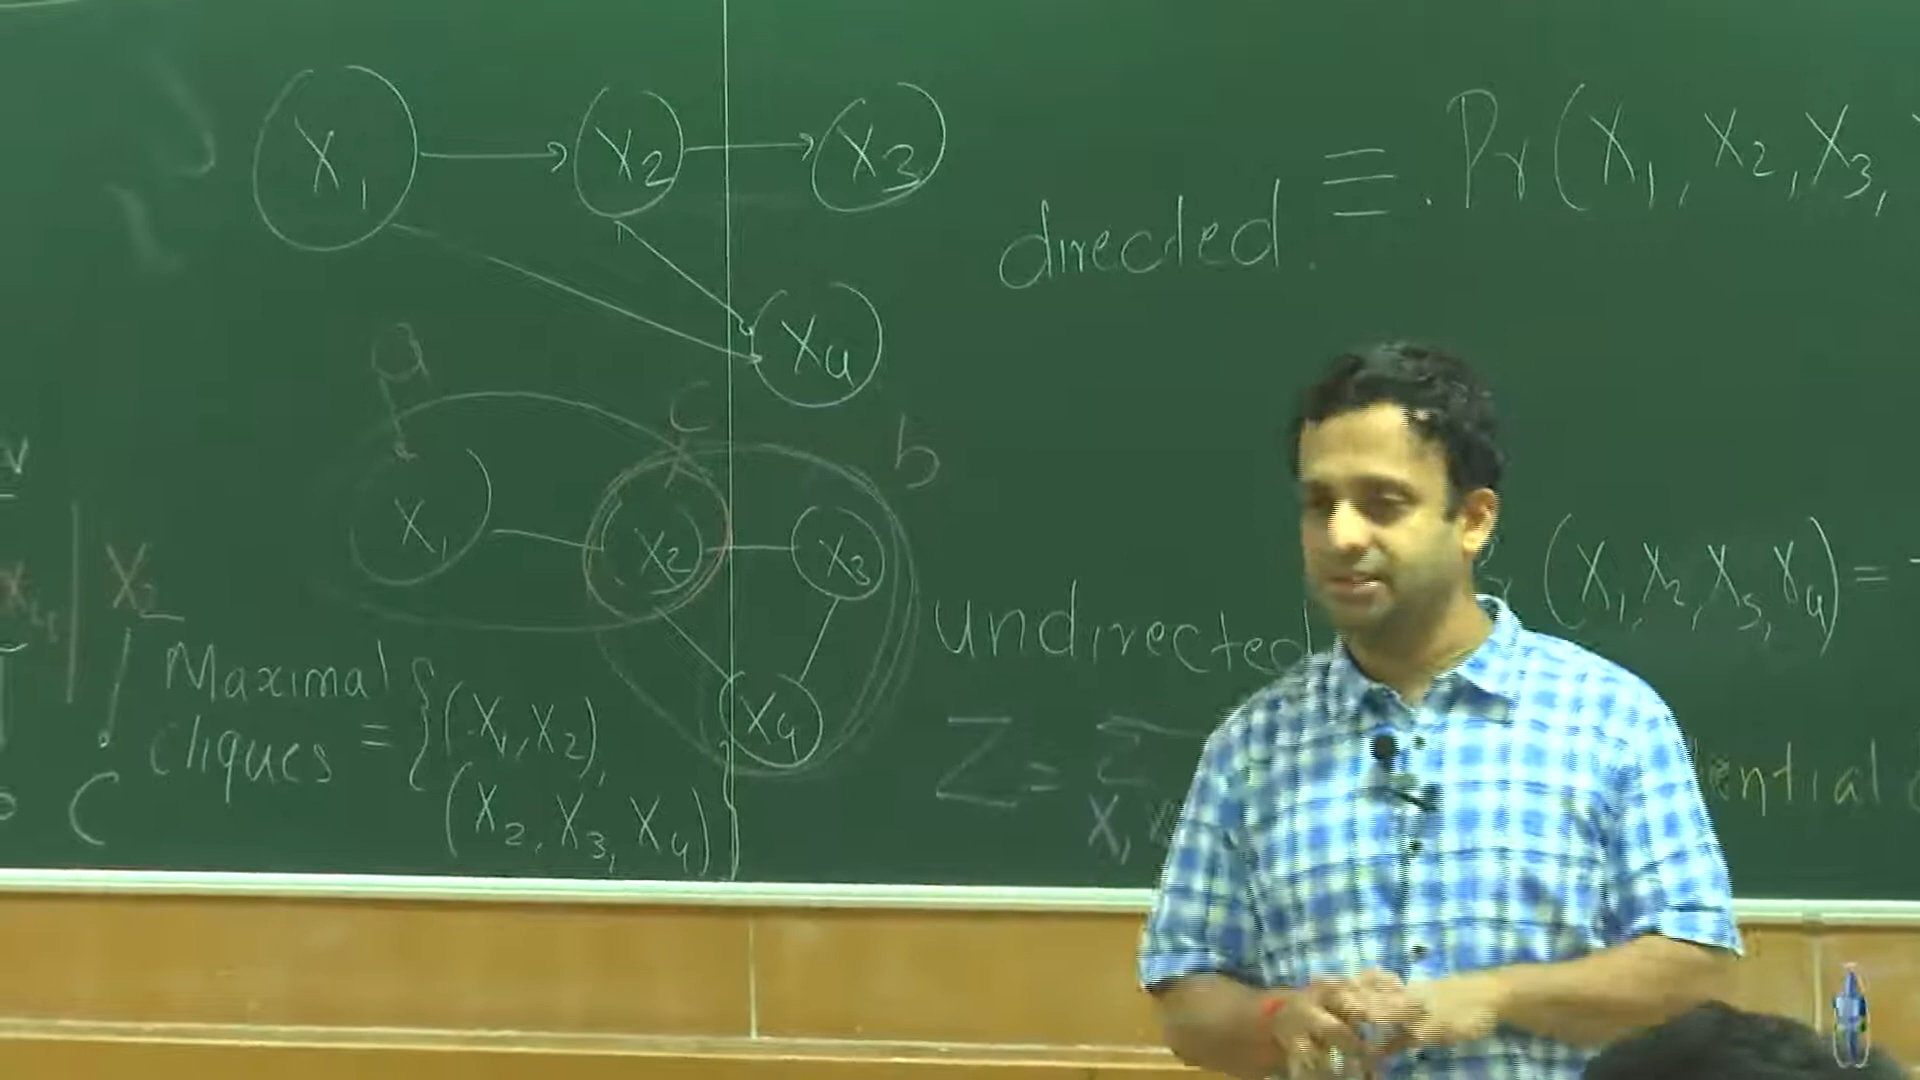 X₁ X₂ X₃
X₄
directed. ≡ . Pr(X₁, X₂, X₃,
a
c
b
X₁ X₂ X₃
X₄
undirected
(X₁, X₂, X₃, X₄) =
X₂
Maximal
cliques = {(X₁, X₂),
(X₂, X₃, X₄)}
Z = Σ
X₁
C